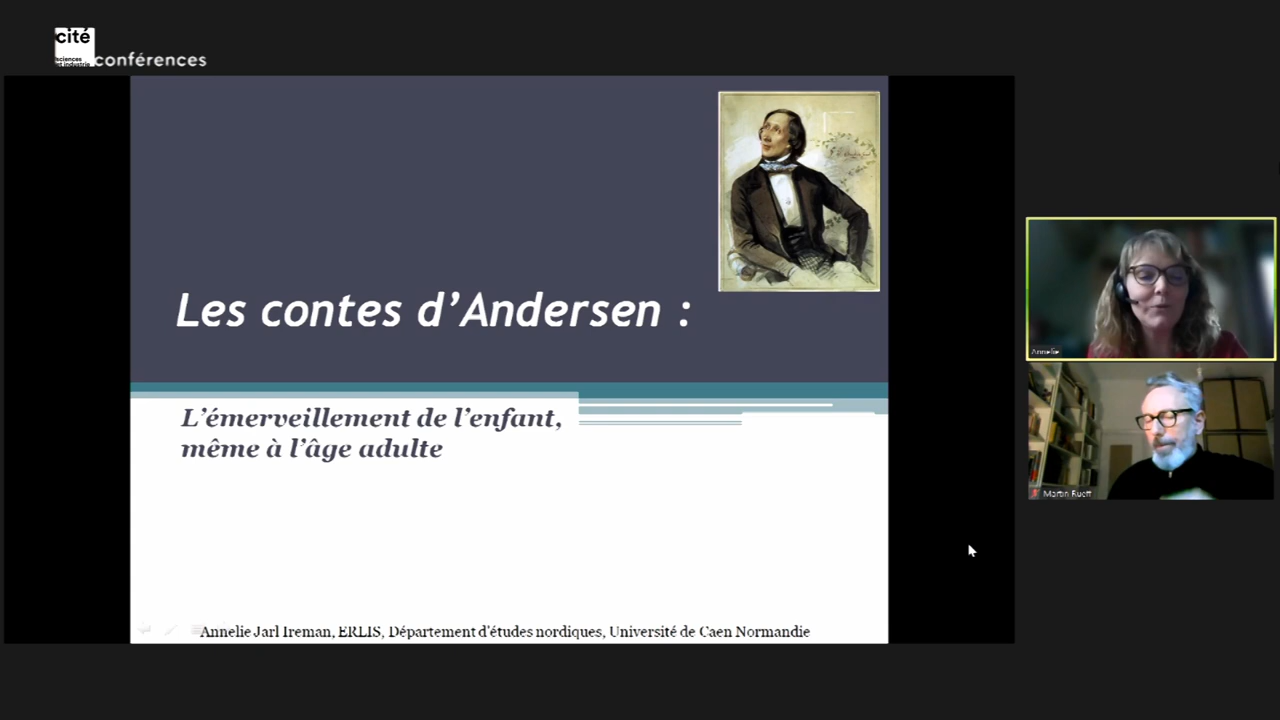 cité
sciences
et industrie
conférences
Les contes d'Andersen :
L'émerveillement de l'enfant,
même à l'âge adulte
Annelie Jarl Ireman, ERLIS, Département d'études nordiques, Université de Caen Normandie
Annelie
Martin Rueff